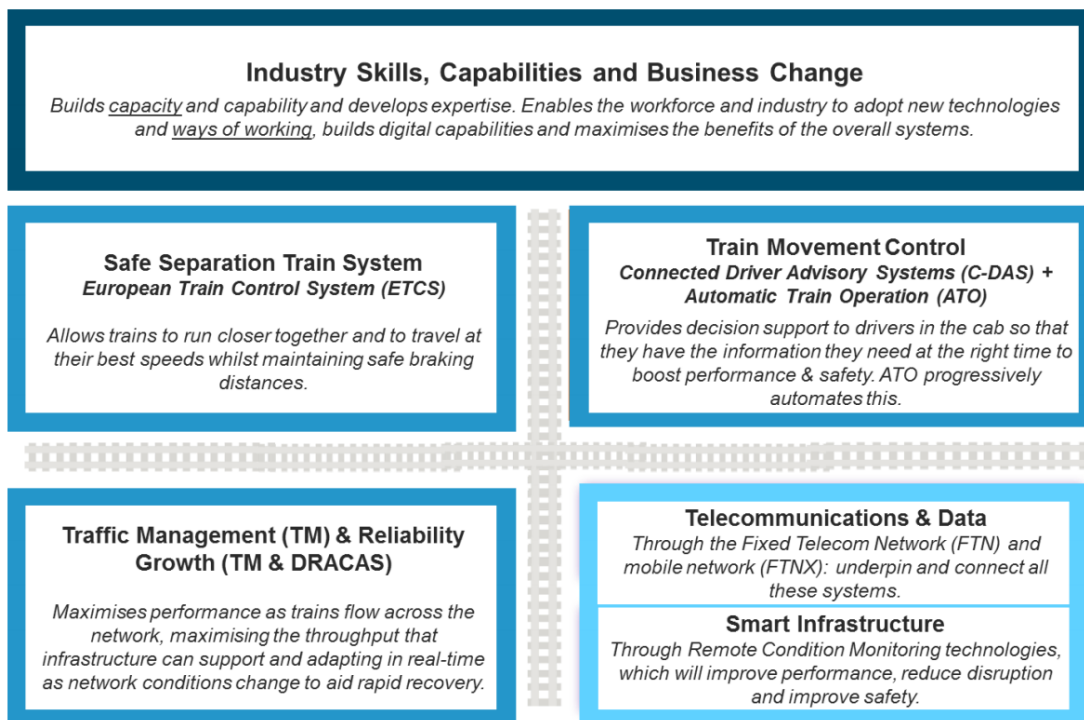 Industry Skills, Capabilities and Business Change
Builds capacity and capability and develops expertise. Enables the workforce and industry to adopt new technologies
and ways of working, builds digital capabilities and maximises the benefits of the overall systems.
Safe Separation Train System
European Train Control System (ETCS)
Allows trains to run closer together and to travel at
their best speeds whilst maintaining safe braking
distances.
Train Movement Control
Connected Driver Advisory Systems (C-DAS) +
Automatic Train Operation (ATO)
Provides decision support to drivers in the cab so that
they have the information they need at the right time to
boost performance & safety. ATO progressively
automates this.
Traffic Management (TM) & Reliability
Growth (TM & DRACAS)
Maximises performance as trains flow across the
network, maximising the throughput that
infrastructure can support and adapting in real-time
as network conditions change to aid rapid recovery.
Telecommunications & Data
Through the Fixed Telecom Network (FTN) and
mobile network (FTNX): underpin and connect all
these systems.
Smart Infrastructure
Through Remote Condition Monitoring technologies,
which will improve performance, reduce disruption
and improve safety.